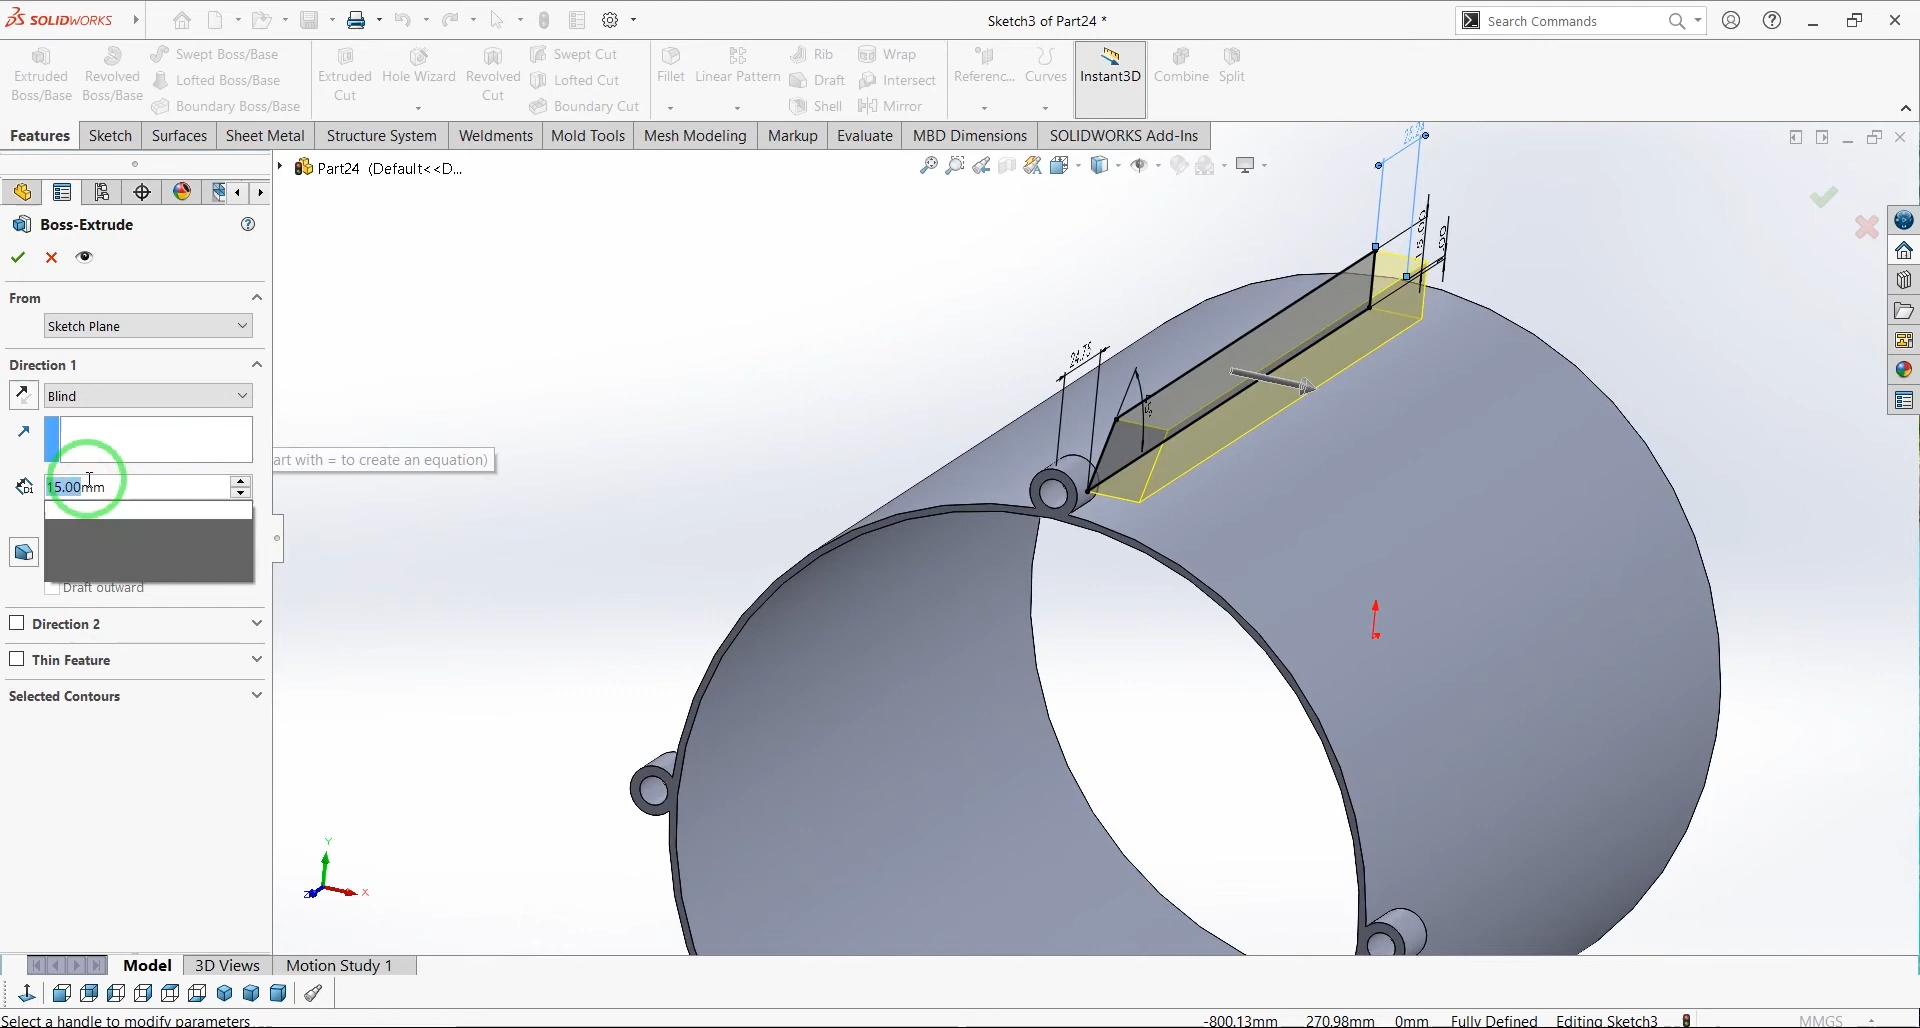 SOLIDWORKS
Sketch3 of Part24 *
Search Commands
Extruded Boss/Base
Revolved Boss/Base
Swept Boss/Base
Lofted Boss/Base
Boundary Boss/Base
Extruded Cut
Hole Wizard
Revolved Cut
Swept Cut
Lofted Cut
Boundary Cut
Fillet
Linear Pattern
Rib
Draft
Shell
Wrap
Intersect
Mirror
Referenc...
Curves
Instant3D
Combine
Split
Features
Sketch
Surfaces
Sheet Metal
Structure System
Weldments
Mold Tools
Mesh Modeling
Markup
Evaluate
MBD Dimensions
SOLIDWORKS Add-Ins
Part24 (Default<<D...
Boss-Extrude
From
Sketch Plane
Direction 1
Blind
art with = to create an equation)
D1
15.00mm
Draft outward
Direction 2
Thin Feature
Selected Contours
24.75
Y
Z
X
Model
3D Views
Motion Study 1
Select a handle to modify parameters
-800.13mm
270.98mm
0mm
Fully Defined
Editing Sketch3
MMGS